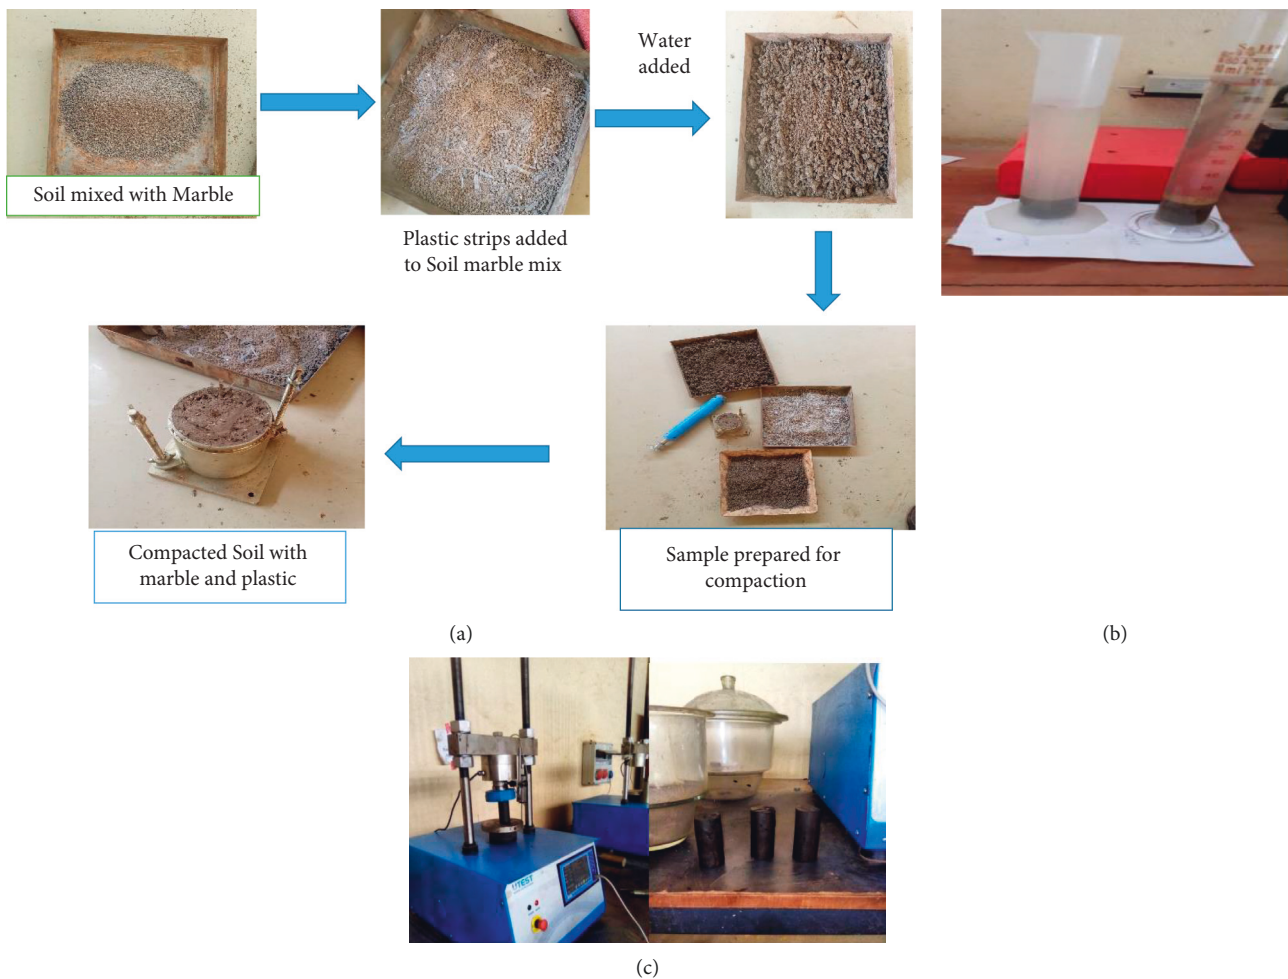 Soil mixed with Marble
Plastic strips added
to Soil marble mix
Water
added
Sample prepared for
compaction
Compacted Soil with
marble and plastic
(a)
(b)
UTEST
(c)